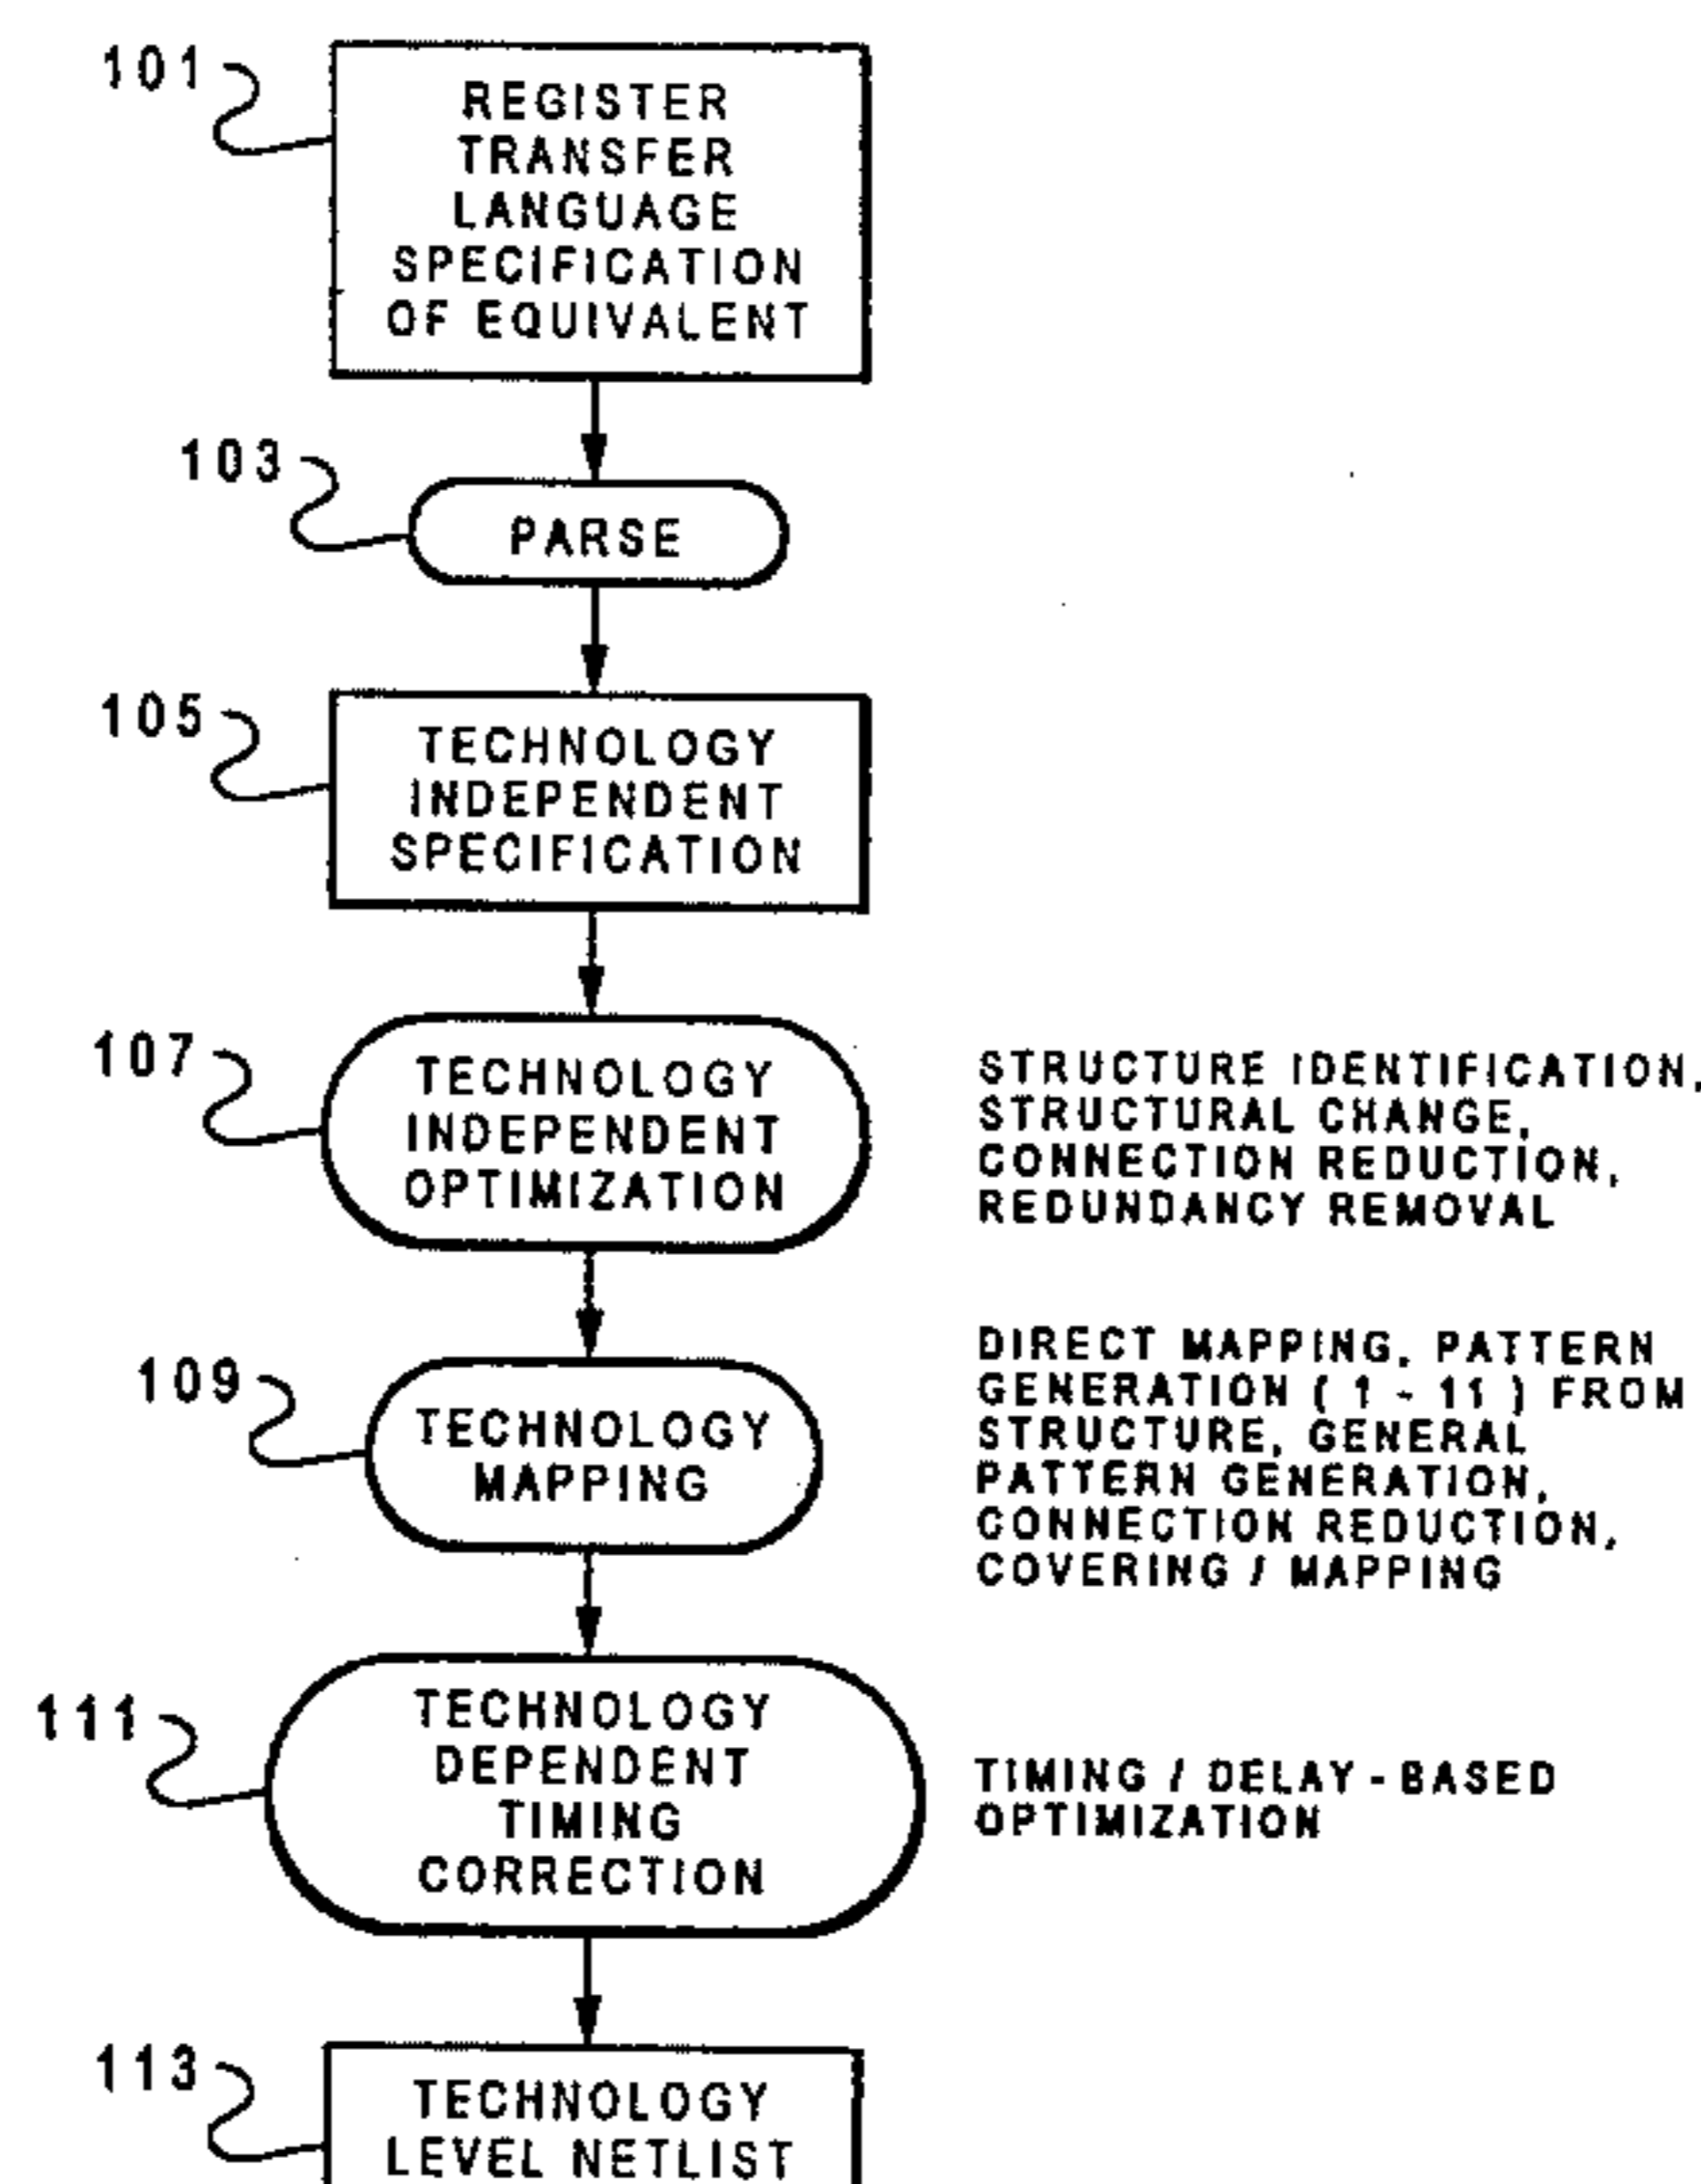 101
REGISTER
TRANSFER
LANGUAGE
SPECIFICATION
OF EQUIVALENT
103
PARSE
105
TECHNOLOGY
INDEPENDENT
SPECIFICATION
107
TECHNOLOGY
INDEPENDENT
OPTIMIZATION
STRUCTURE IDENTIFICATION,
STRUCTURAL CHANGE,
CONNECTION REDUCTION,
REDUNDANCY REMOVAL
109
TECHNOLOGY
MAPPING
DIRECT MAPPING, PATTERN
GENERATION ( 1 - 11 ) FROM
STRUCTURE, GENERAL
PATTERN GENERATION,
CONNECTION REDUCTION,
COVERING / MAPPING
111
TECHNOLOGY
DEPENDENT
TIMING
CORRECTION
TIMING / DELAY - BASED
OPTIMIZATION
113
TECHNOLOGY
LEVEL NETLIST